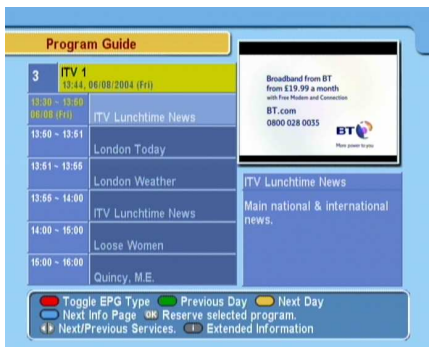 Program Guide
3 ITV 1
13:44, 06/08/2004 (Fri)
13:30 ~ 13:50
06/08 (Fri)
ITV Lunchtime News
13:50 ~ 13:51
London Today
13:51 ~ 13:55
London Weather
13:55 ~ 14:00
ITV Lunchtime News
14:00 ~ 15:00
Loose Women
15:00 ~ 16:00
Quincy, M.E.
Broadband from BT
from £19.99 a month
with Free Modem and Connection
BT.com
0800 028 0035
BT
More power to you
ITV Lunchtime News
Main national & international
news.
Toggle EPG Type Previous Day Next Day
Next Info Page OK Reserve selected program.
Next/Previous Services. i Extended Information